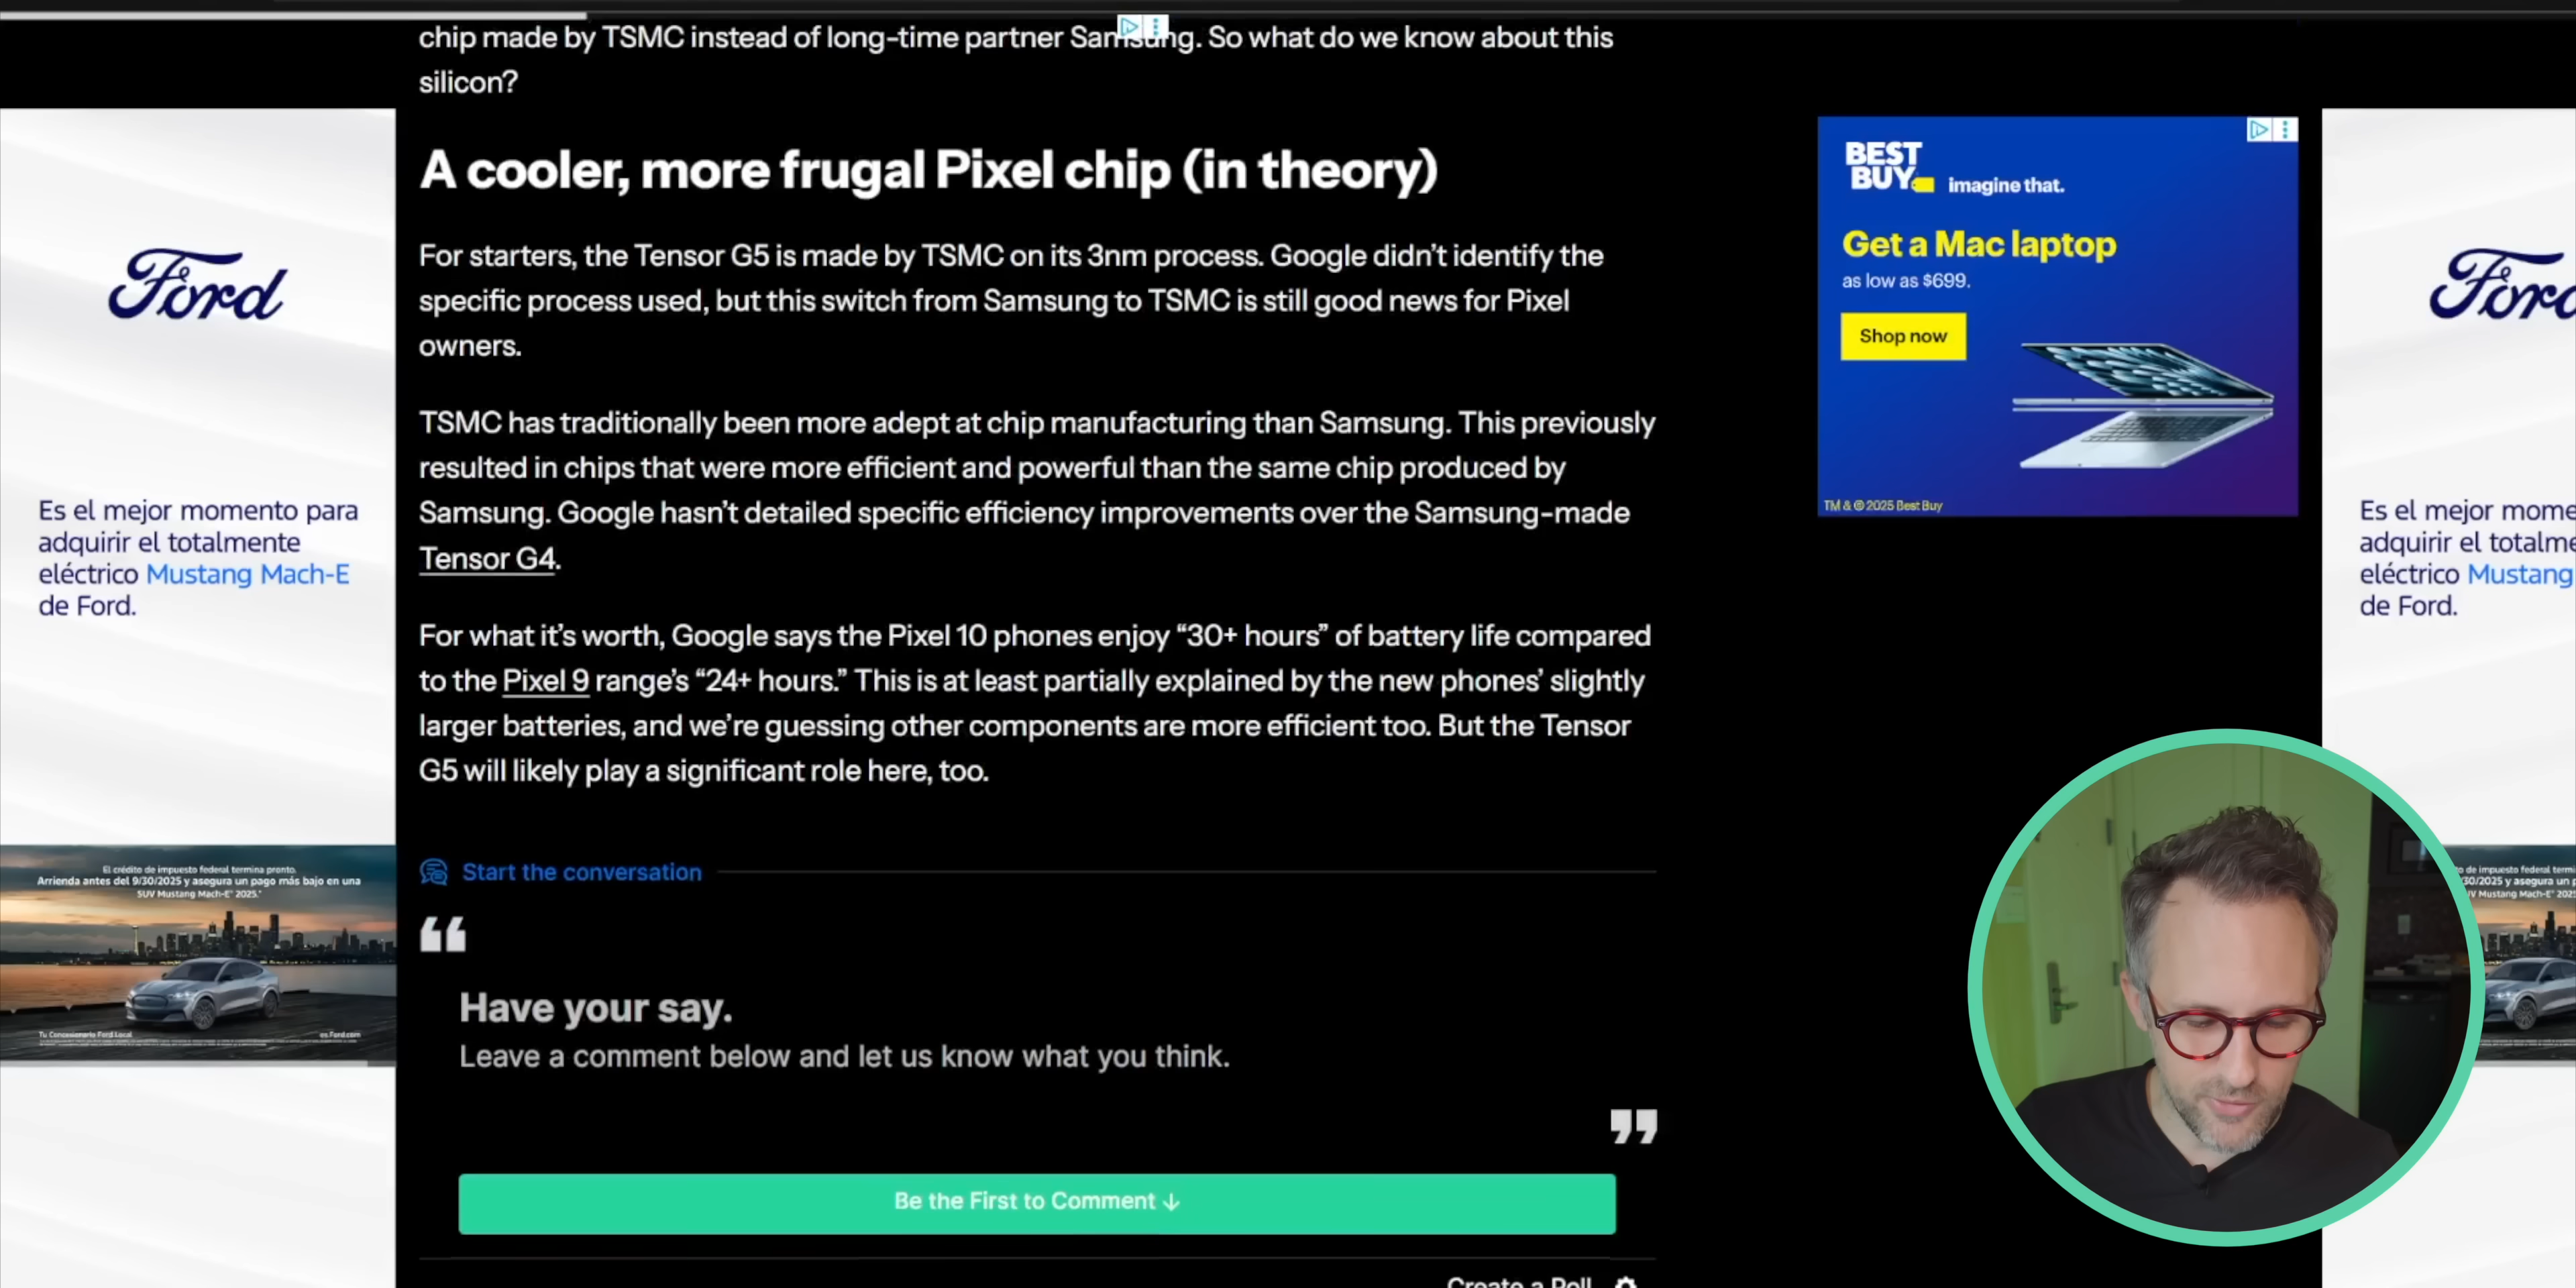 chip made by TSMC instead of long-time partner Samsung. So what do we know about this
silicon?
A cooler, more frugal Pixel chip (in theory)
For starters, the Tensor G5 is made by TSMC on its 3nm process. Google didn’t identify the
specific process used, but this switch from Samsung to TSMC is still good news for Pixel
owners.
TSMC has traditionally been more adept at chip manufacturing than Samsung. This previously
resulted in chips that were more efficient and powerful than the same chip produced by
Samsung. Google hasn’t detailed specific efficiency improvements over the Samsung-made
Tensor G4.
For what it’s worth, Google says the Pixel 10 phones enjoy “30+ hours” of battery life compared
to the Pixel 9 range’s “24+ hours.” This is at least partially explained by the new phones’ slightly
larger batteries, and we’re guessing other components are more efficient too. But the Tensor
G5 will likely play a significant role here, too.
Start the conversation
“
Have your say.
Leave a comment below and let us know what you think.
”
Be the First to Comment ↓
Create a Poll
Ford
Es el mejor momento para
adquirir el totalmente
eléctrico Mustang Mach-E
de Ford.
El crédito de impuesto federal termina pronto.
Arrienda antes del 9/30/2025 y asegura un pago más bajo en una
SUV Mustang Mach-E® 2025.*
Tu Concesionario Ford Local
es.Ford.com
BEST
BUY
imagine that.
Get a Mac laptop
as low as $699.
Shop now
TM & © 2025 Best Buy
Ford
Es el mejor mome
adquirir el totalme
eléctrico Mustang
de Ford.
o de impuesto federal termi
30/2025 y asegura un p
UV Mustang Mach-E® 2025